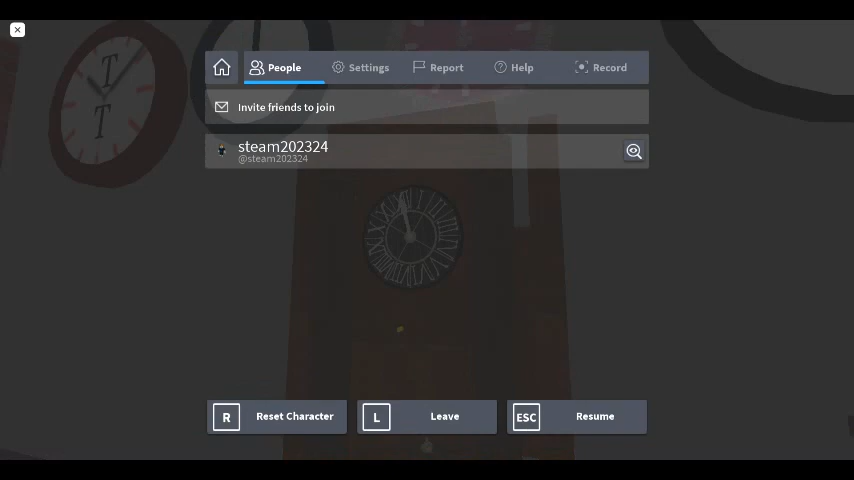 People
Settings
Report
Help
Record
Invite friends to join
steam202324
@steam202324
R
Reset Character
L
Leave
ESC
Resume
T
T